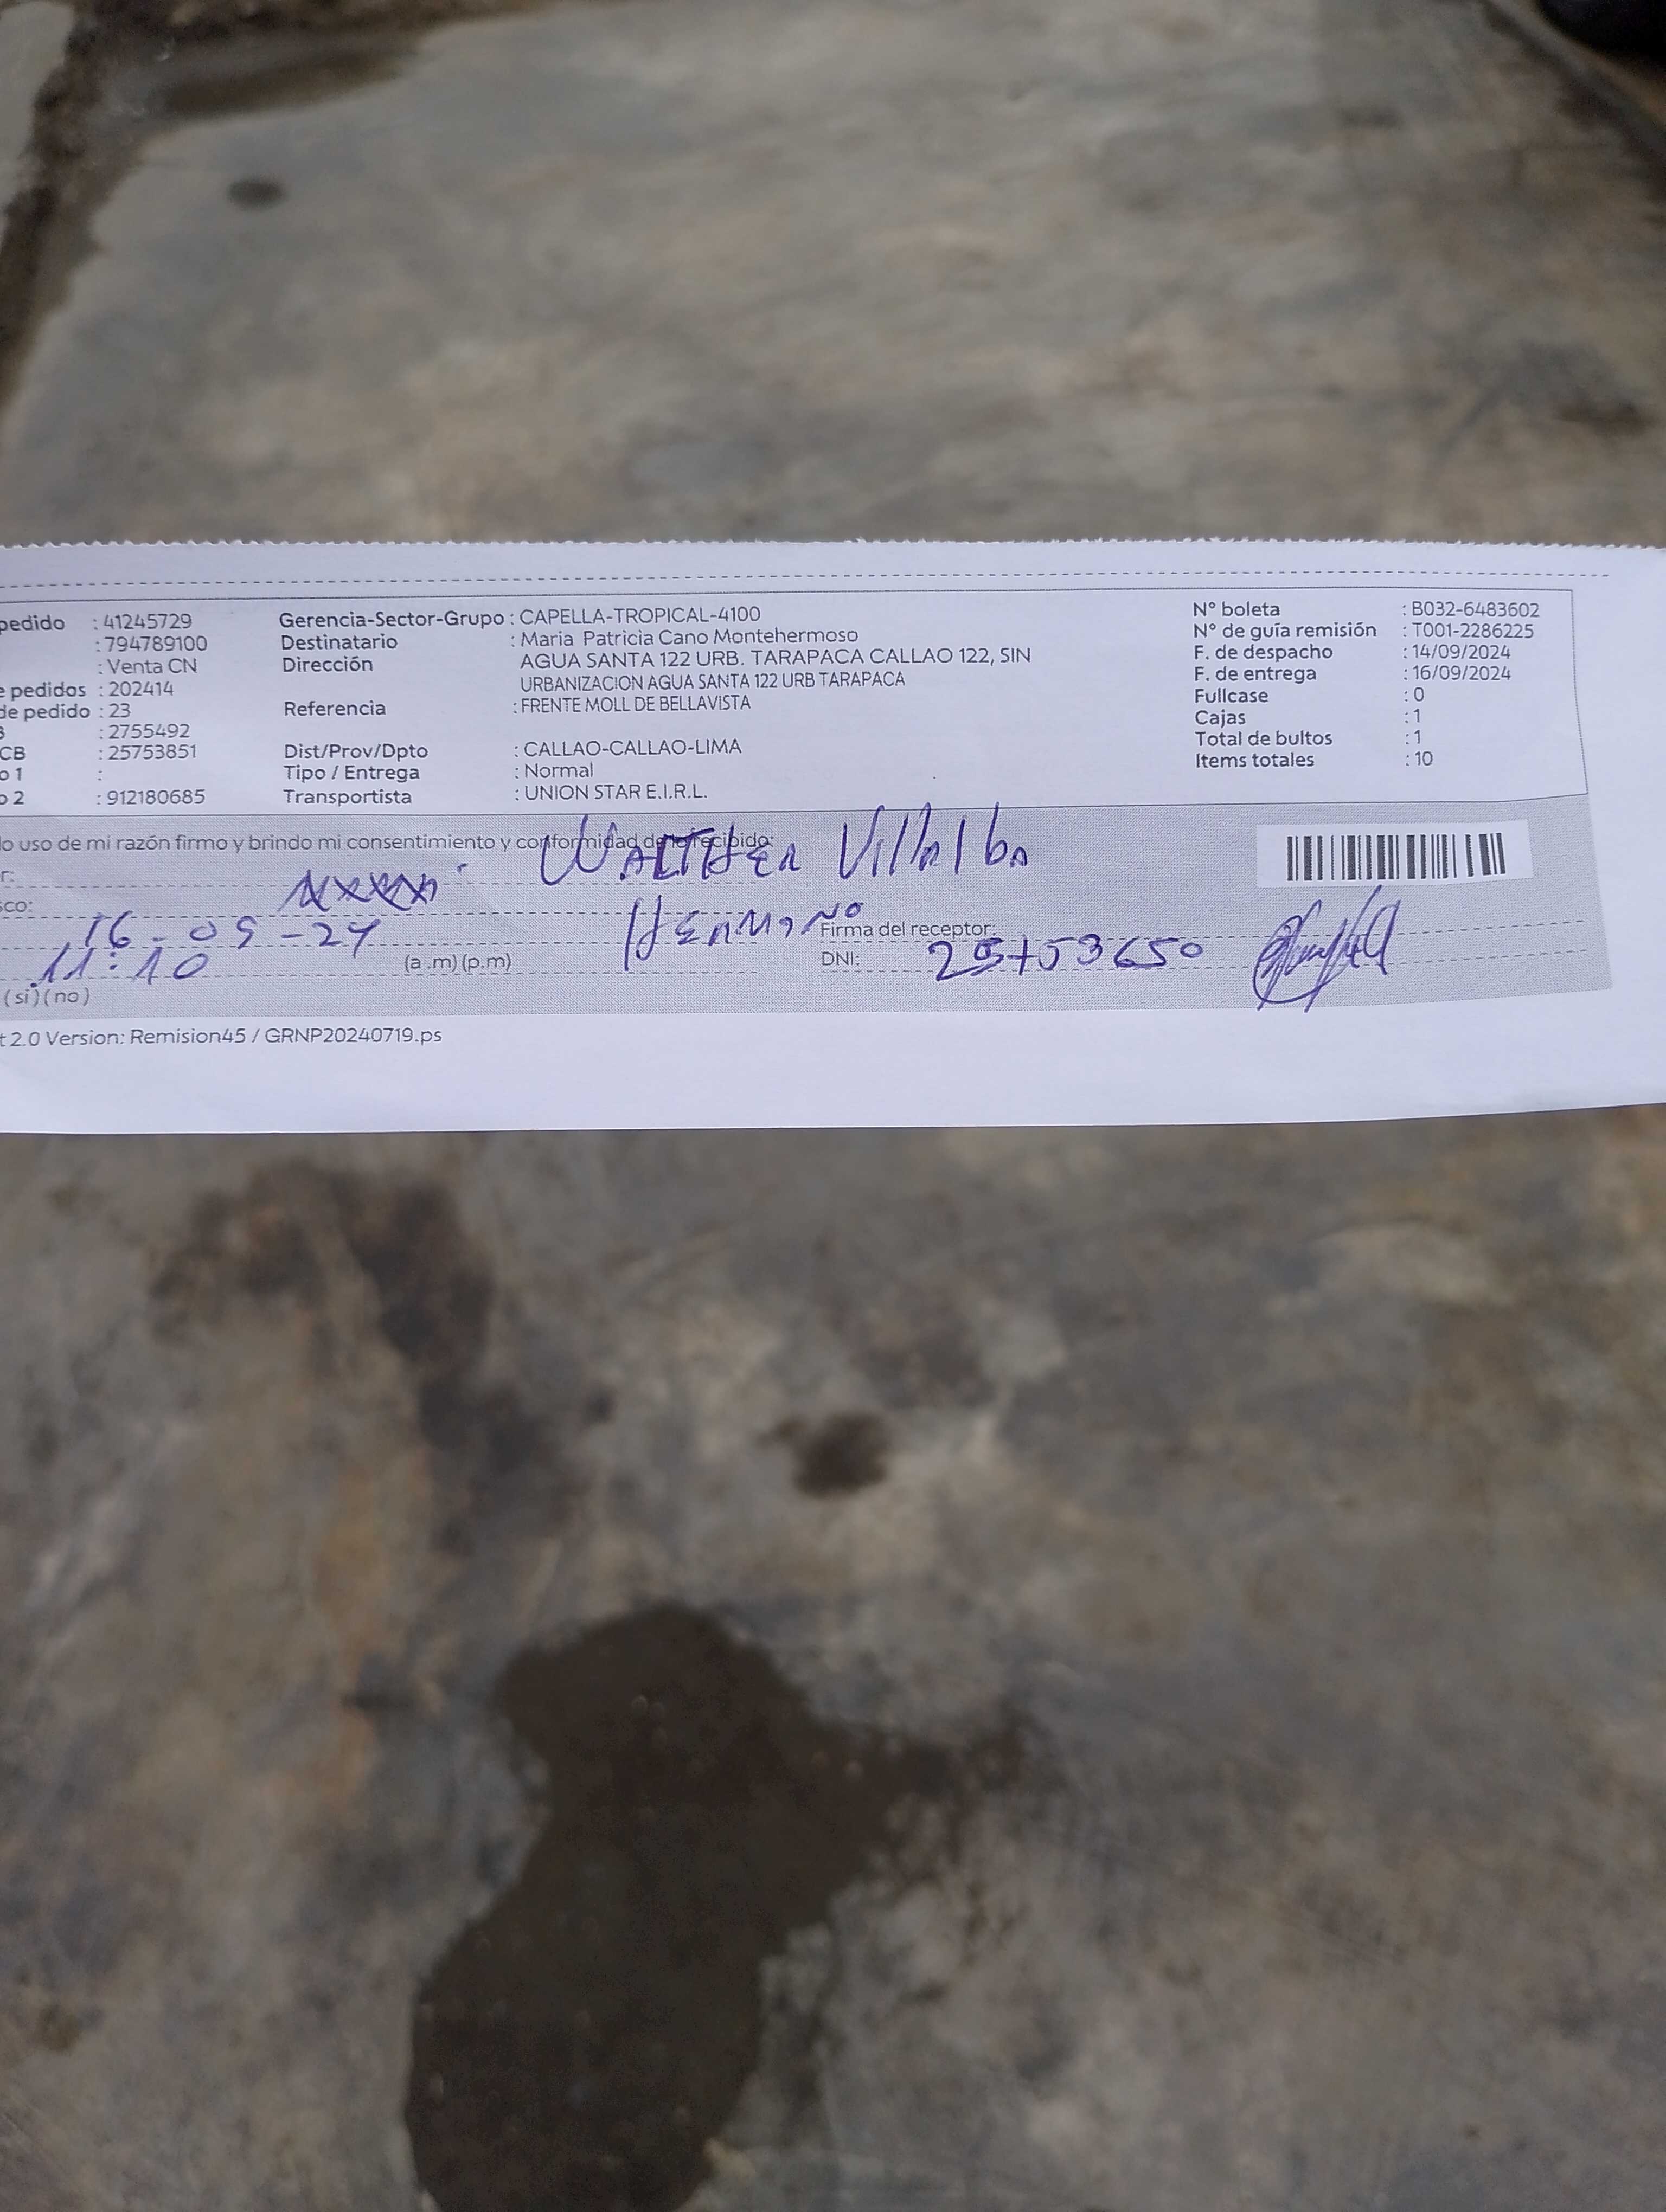 pedido : 41245729 Gerencia-Sector-Grupo : CAPELLA-TROPICAL-4100 N° boleta : B032-6483602
: 794789100 Destinatario : Maria Patricia Cano Montehermoso N° de guía remisión : T001-2286225
: Venta CN Dirección AGUA SANTA 122 URB. TARAPACA CALLAO 122, SIN F. de despacho : 14/09/2024
e pedidos : 202414 URBANIZACION AGUA SANTA 122 URB TARAPACA F. de entrega : 16/09/2024
de pedido : 23 Referencia : FRENTE MOLL DE BELLAVISTA Fullcase : 0
: 2755492 Cajas : 1
CB : 25753851 Dist/Prov/Dpto : CALLAO-CALLAO-LIMA Total de bultos : 1
o 1 : Tipo / Entrega : Normal Items totales : 10
o 2 : 912180685 Transportista : UNION STAR E.I.R.L.
lo uso de mi razón firmo y brindo mi consentimiento y conformidad de lo recibido:
r: WALTHER Villalba
sco: HERMANO
16-09-24 Firma del receptor:
11:10 (a.m) (p.m) DNI: 25753650
(si) (no)
t 2.0 Version: Remision45 / GRNP20240719.ps